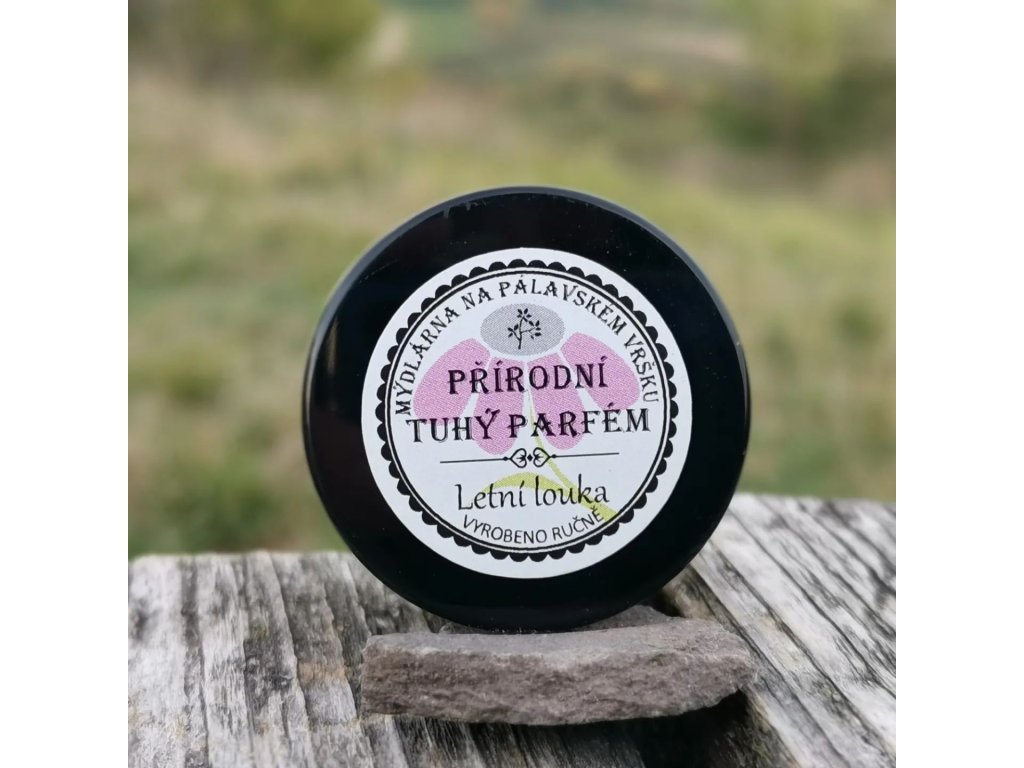 MÝDLÁRNA NA PÁLAVSKÉM VRŠKU
PŘÍRODNÍ
TUHÝ PARFÉM
Letní louka
VYROBENO RUČNĚ